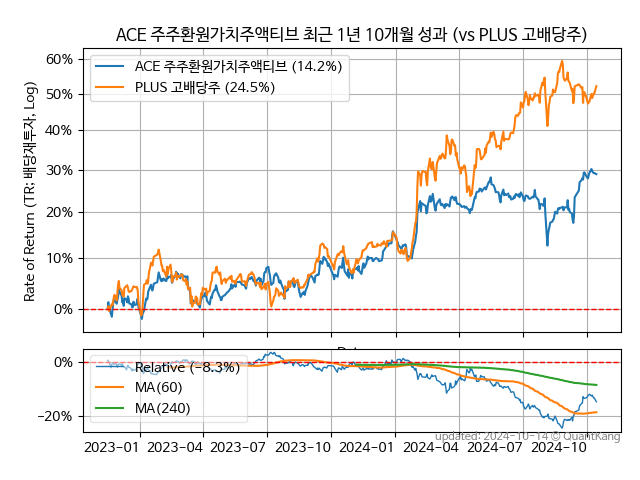 ACE 주주환원가치주액티브 최근 1년 10개월 성과 (vs PLUS 고배당주)
Rate of Return (TR: 배당재투자, Log)
60%
50%
40%
30%
20%
10%
0%
ACE 주주환원가치주액티브 (14.2%)
PLUS 고배당주 (24.5%)
0%
−20%
Relative (−8.3%)
MA(60)
MA(240)
updated: 2024-10-14 © QuantKang
2023−01
2023−04
2023−07
2023−10
2024−01
2024−04
2024−07
2024−10